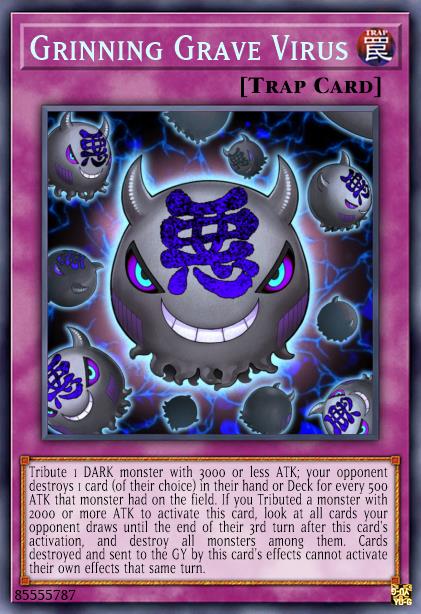 Grinning Grave Virus
TRAP
罠
[Trap Card]
悪
Tribute 1 DARK monster with 3000 or less ATK; your opponent
destroys 1 card (of their choice) in their hand or Deck for every 500
ATK that monster had on the field. If you Tributed a monster with
2000 or more ATK to activate this card, look at all cards your
opponent draws until the end of their 3rd turn after this card's
activation, and destroy all monsters among them. Cards
destroyed and sent to the GY by this card's effects cannot activate
their own effects that same turn.
85555787